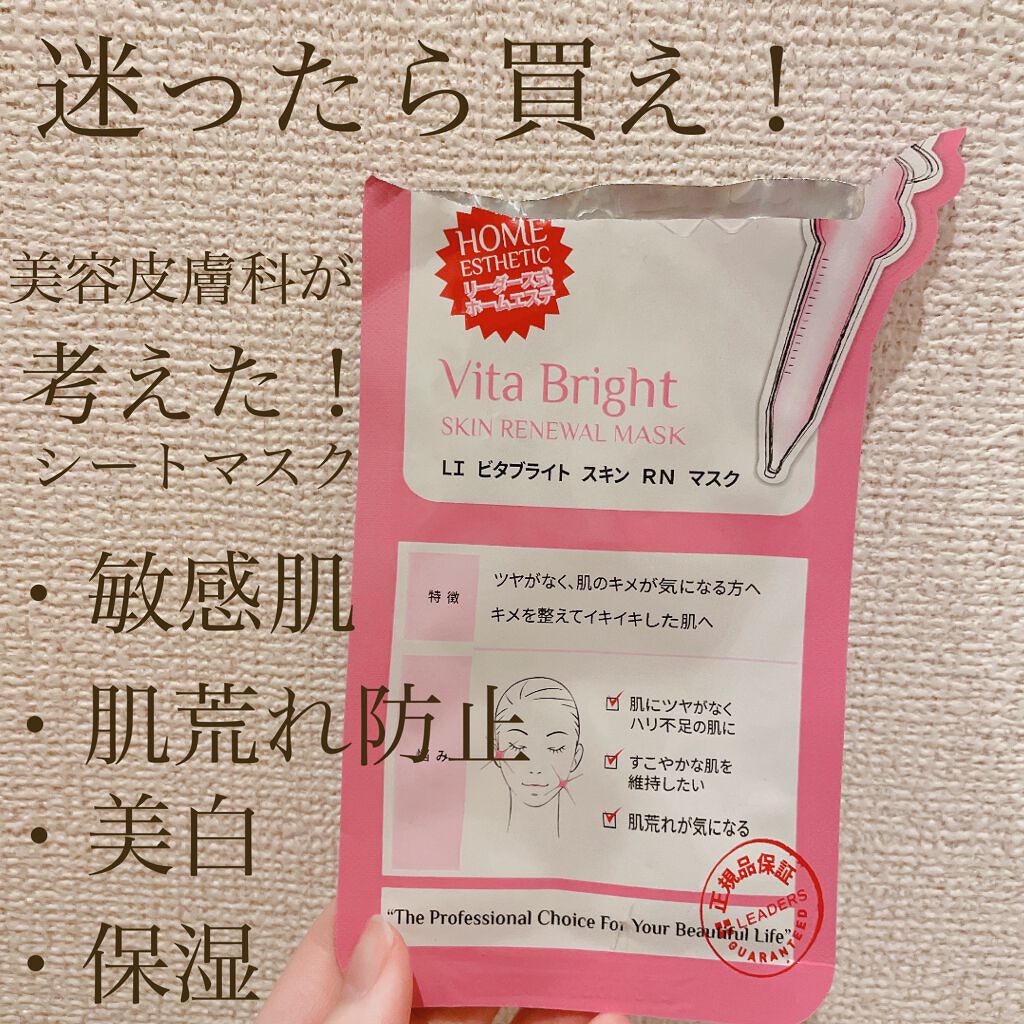 迷ったら買え！
美容皮膚科が
考えた！
シートマスク
・敏感肌
・肌荒れ防止
・美白
・保湿
HOME
ESTHETIC
リーダース式
ホームエステ
Vita Bright
SKIN RENEWAL MASK
LI ビタブライト スキン RN マスク
特徴
ツヤがなく、肌のキメが気になる方へ
キメを整えてイキイキした肌へ
み
肌にツヤがなく
ハリ不足の肌に
すこやかな肌を
維持したい
肌荒れが気になる
正規品保証
LEADERS
GUARANTEED
“The Professional Choice For Your Beautiful Life”